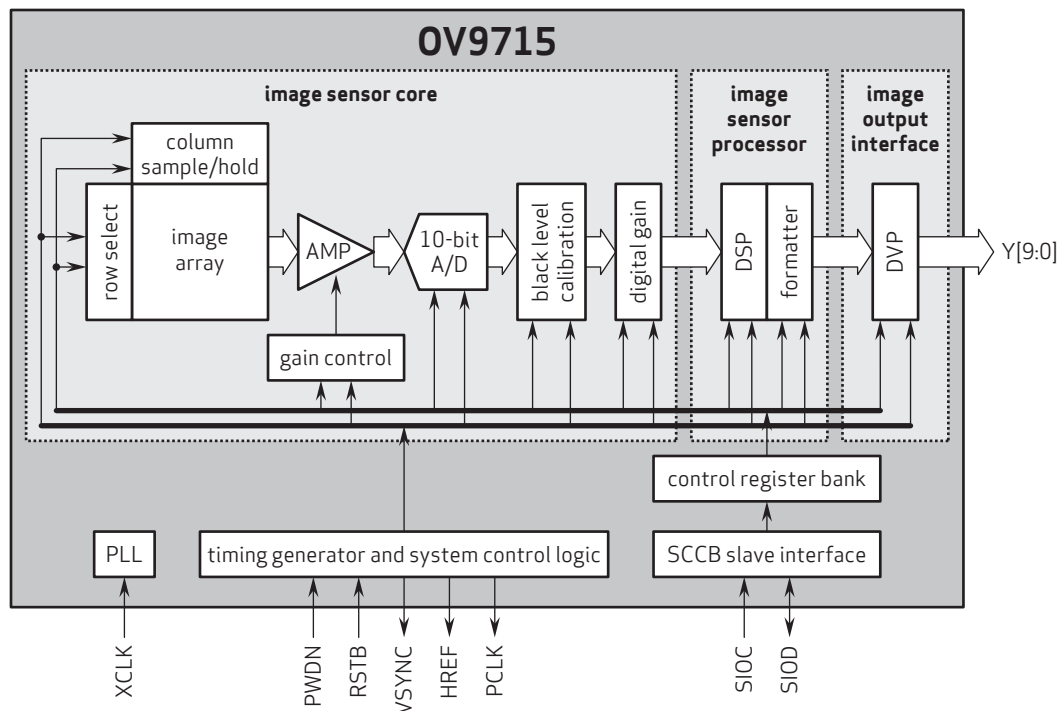 OV9715
image sensor core
image
sensor
processor
image
output
interface
column
sample/hold
row select
image
array
AMP
10-bit
A/D
black level
calibration
digital gain
DSP
formatter
DVP
Y[9:0]
gain control
control register bank
PLL
timing generator and system control logic
SCCB slave interface
XCLK
PWDN
RSTB
VSYNC
HREF
PCLK
SIOC
SIOD